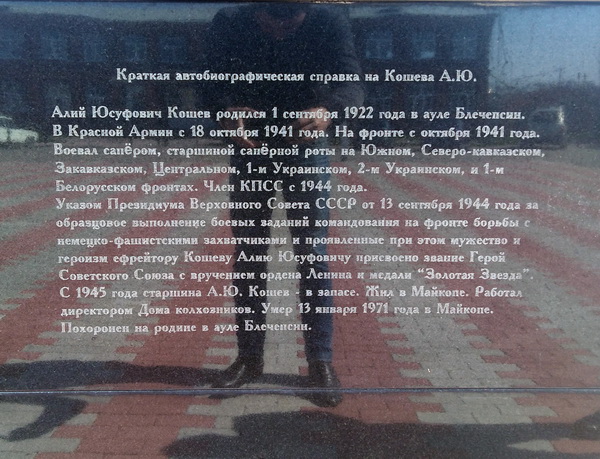 Краткая автобиографическая справка на Кошева А.Ю.
Алий Юсуфович Кошев родился 1 сентября 1922 года в ауле Блечепсин.
В Красной Армии с 18 октября 1941 года. На фронте с октября 1941 года.
Воевал сапёром, старшиной сапёрной роты на Южном, Северо-кавказском,
Закавказском, Центральном, 1-м Украинском, 2-м Украинском, и 1-м
Белорусском фронтах. Член КПСС с 1944 года.
Указом Президиума Верховного Совета СССР от 13 сентября 1944 года за
образцовое выполнение боевых заданий командования на фронте борьбы с
немецко-фашистскими захватчиками и проявленные при этом мужество и
героизм ефрейтору Кошеву Алию Юсуфовичу присвоено звание Герой
Советского Союза с вручением ордена Ленина и медали "Золотая Звезда".
С 1945 года старшина А.Ю. Кошев - в запасе. Жил в Майкопе. Работал
директором Дома колхозников. Умер 13 января 1971 года в Майкопе.
Похоронен на родине в ауле Блечепсин.